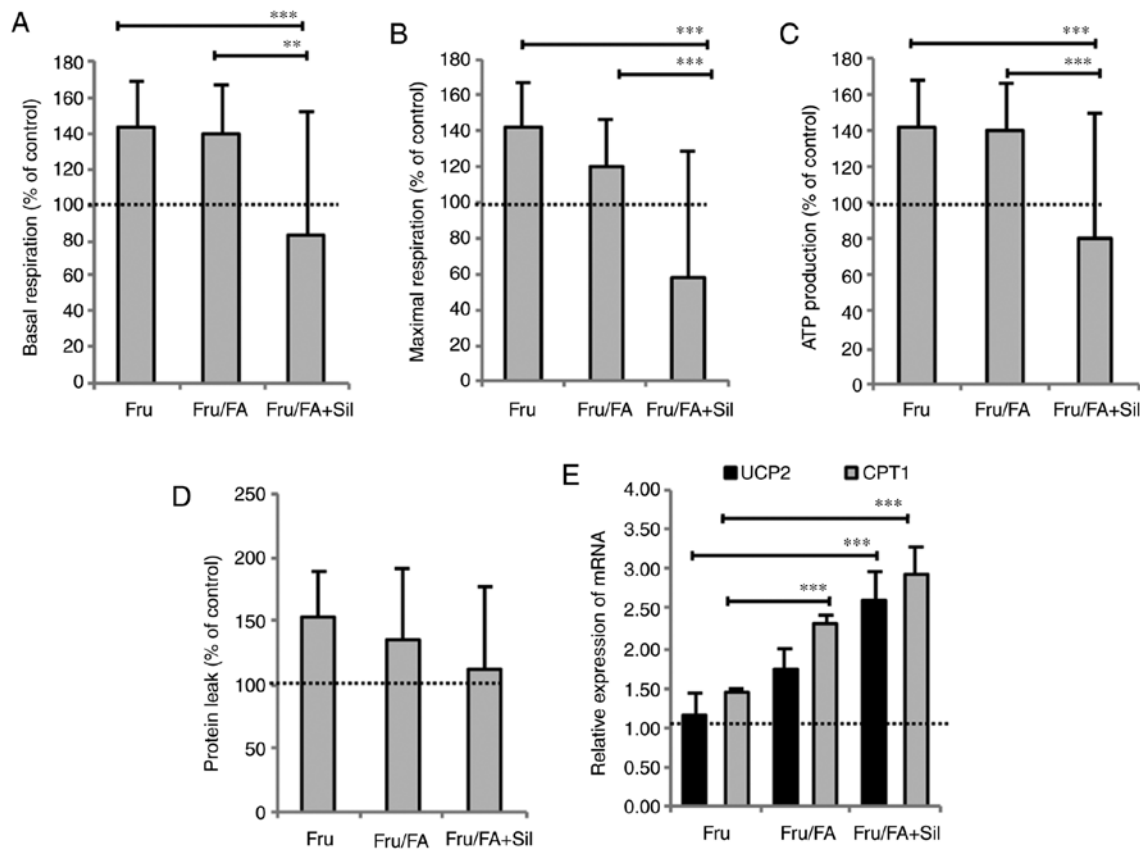 A
***
**
Basal respiration (% of control)
180
160
140
120
100
80
60
40
20
0
Fru
Fru/FA
Fru/FA+Sil
B
***
***
Maximal respiration (% of control)
180
160
140
120
100
80
60
40
20
0
Fru
Fru/FA
Fru/FA+Sil
C
***
***
ATP production (% of control)
180
160
140
120
100
80
60
40
20
0
Fru
Fru/FA
Fru/FA+Sil
D
Protein leak (% of control)
250
200
150
100
50
0
Fru
Fru/FA
Fru/FA+Sil
E
UCP2
CPT1
***
***
***
Relative expression of mRNA
4.00
3.50
3.00
2.50
2.00
1.50
1.00
0.50
0.00
Fru
Fru/FA
Fru/FA+Sil